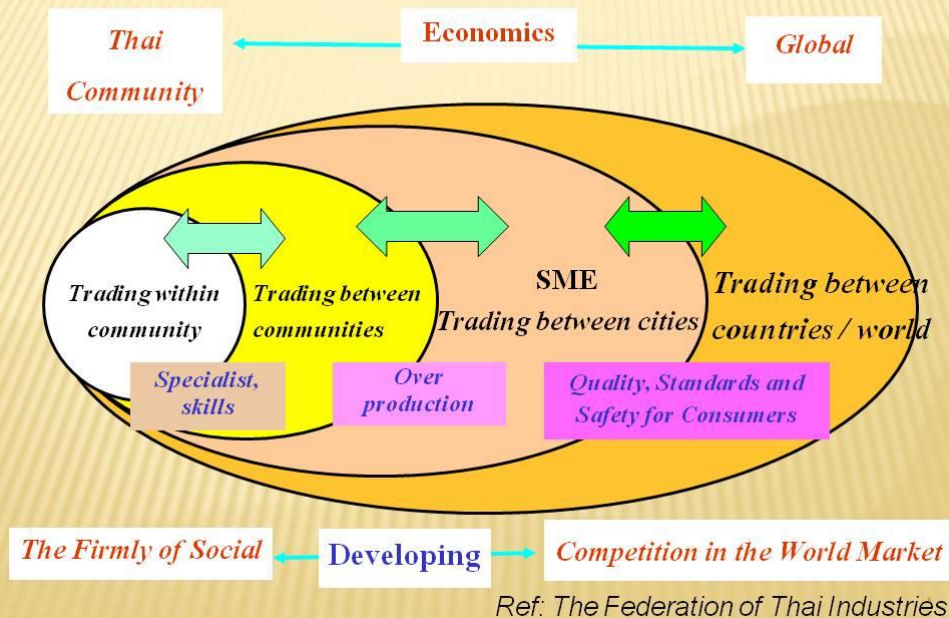 Thai
Community
Economics
Global
Trading within
community
Trading between
communities
SME
Trading between cities
Trading between
countries / world
Specialist,
skills
Over
production
Quality, Standards and
Safety for Consumers
The Firmly of Social
Developing
Competition in the World Market
Ref: The Federation of Thai Industries